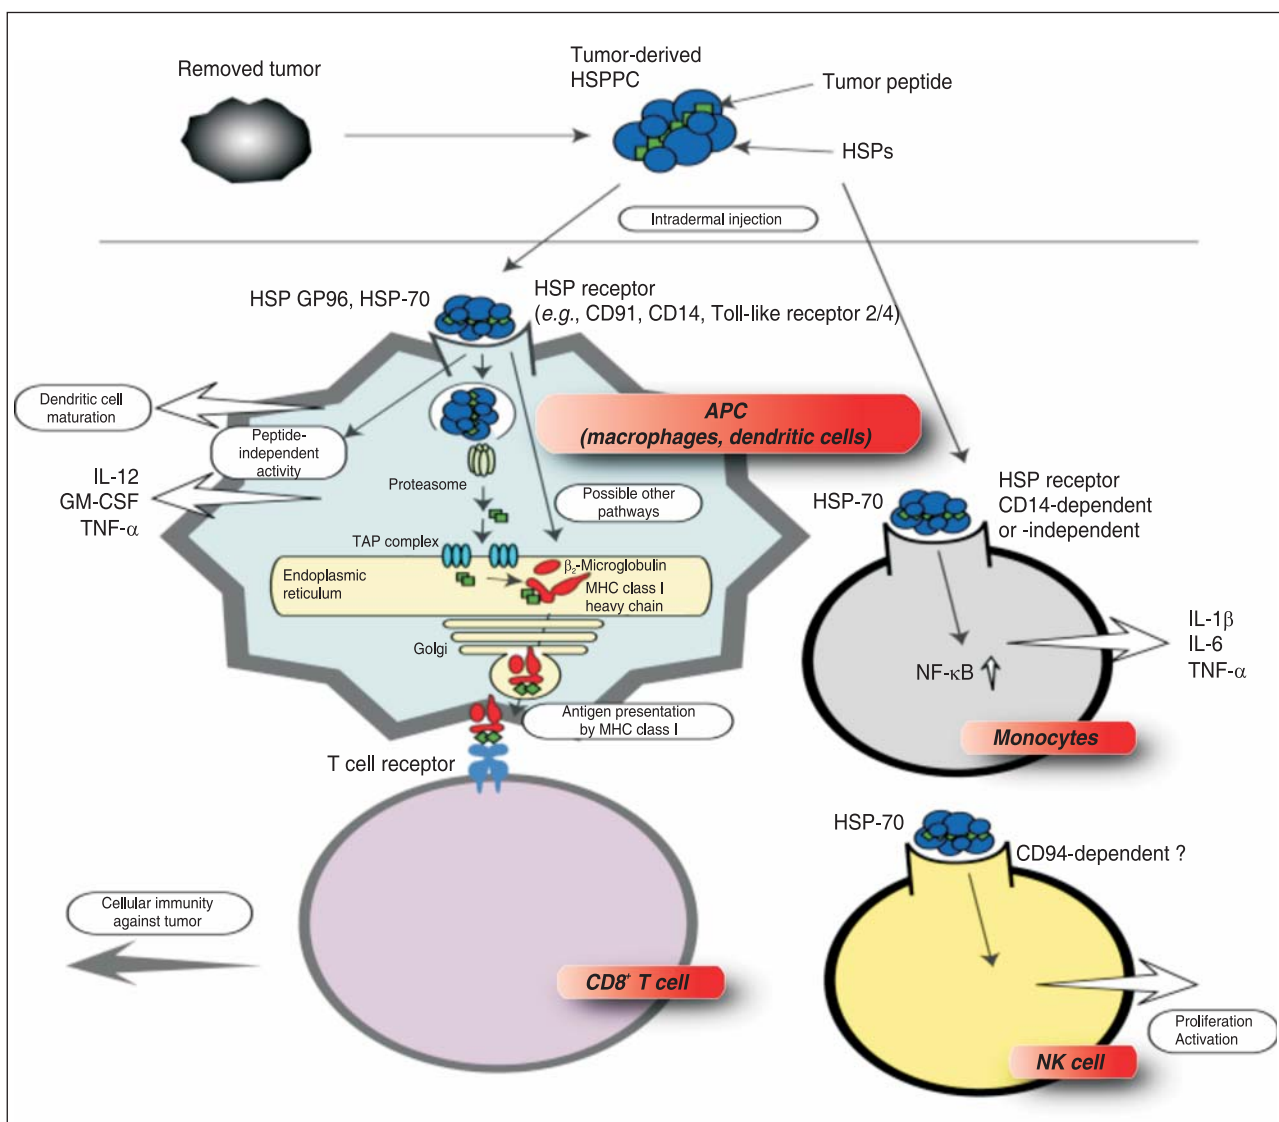 Removed tumor
Tumor-derived
HSPPC
Tumor peptide
HSPs
Intradermal injection
HSP GP96, HSP-70
HSP receptor
(e.g., CD91, CD14, Toll-like receptor 2/4)
Dendritic cell
maturation
Peptide-
independent
activity
IL-12
GM-CSF
TNF-α
APC
(macrophages, dendritic cells)
Proteasome
Possible other
pathways
TAP complex
Endoplasmic
reticulum
β2-Microglobulin
MHC class I
heavy chain
Golgi
Antigen presentation
by MHC class I
T cell receptor
HSP-70
HSP receptor
CD14-dependent
or -independent
NF-κB
IL-1β
IL-6
TNF-α
Monocytes
HSP-70
CD94-dependent ?
Cellular immunity
against tumor
CD8+ T cell
Proliferation
Activation
NK cell